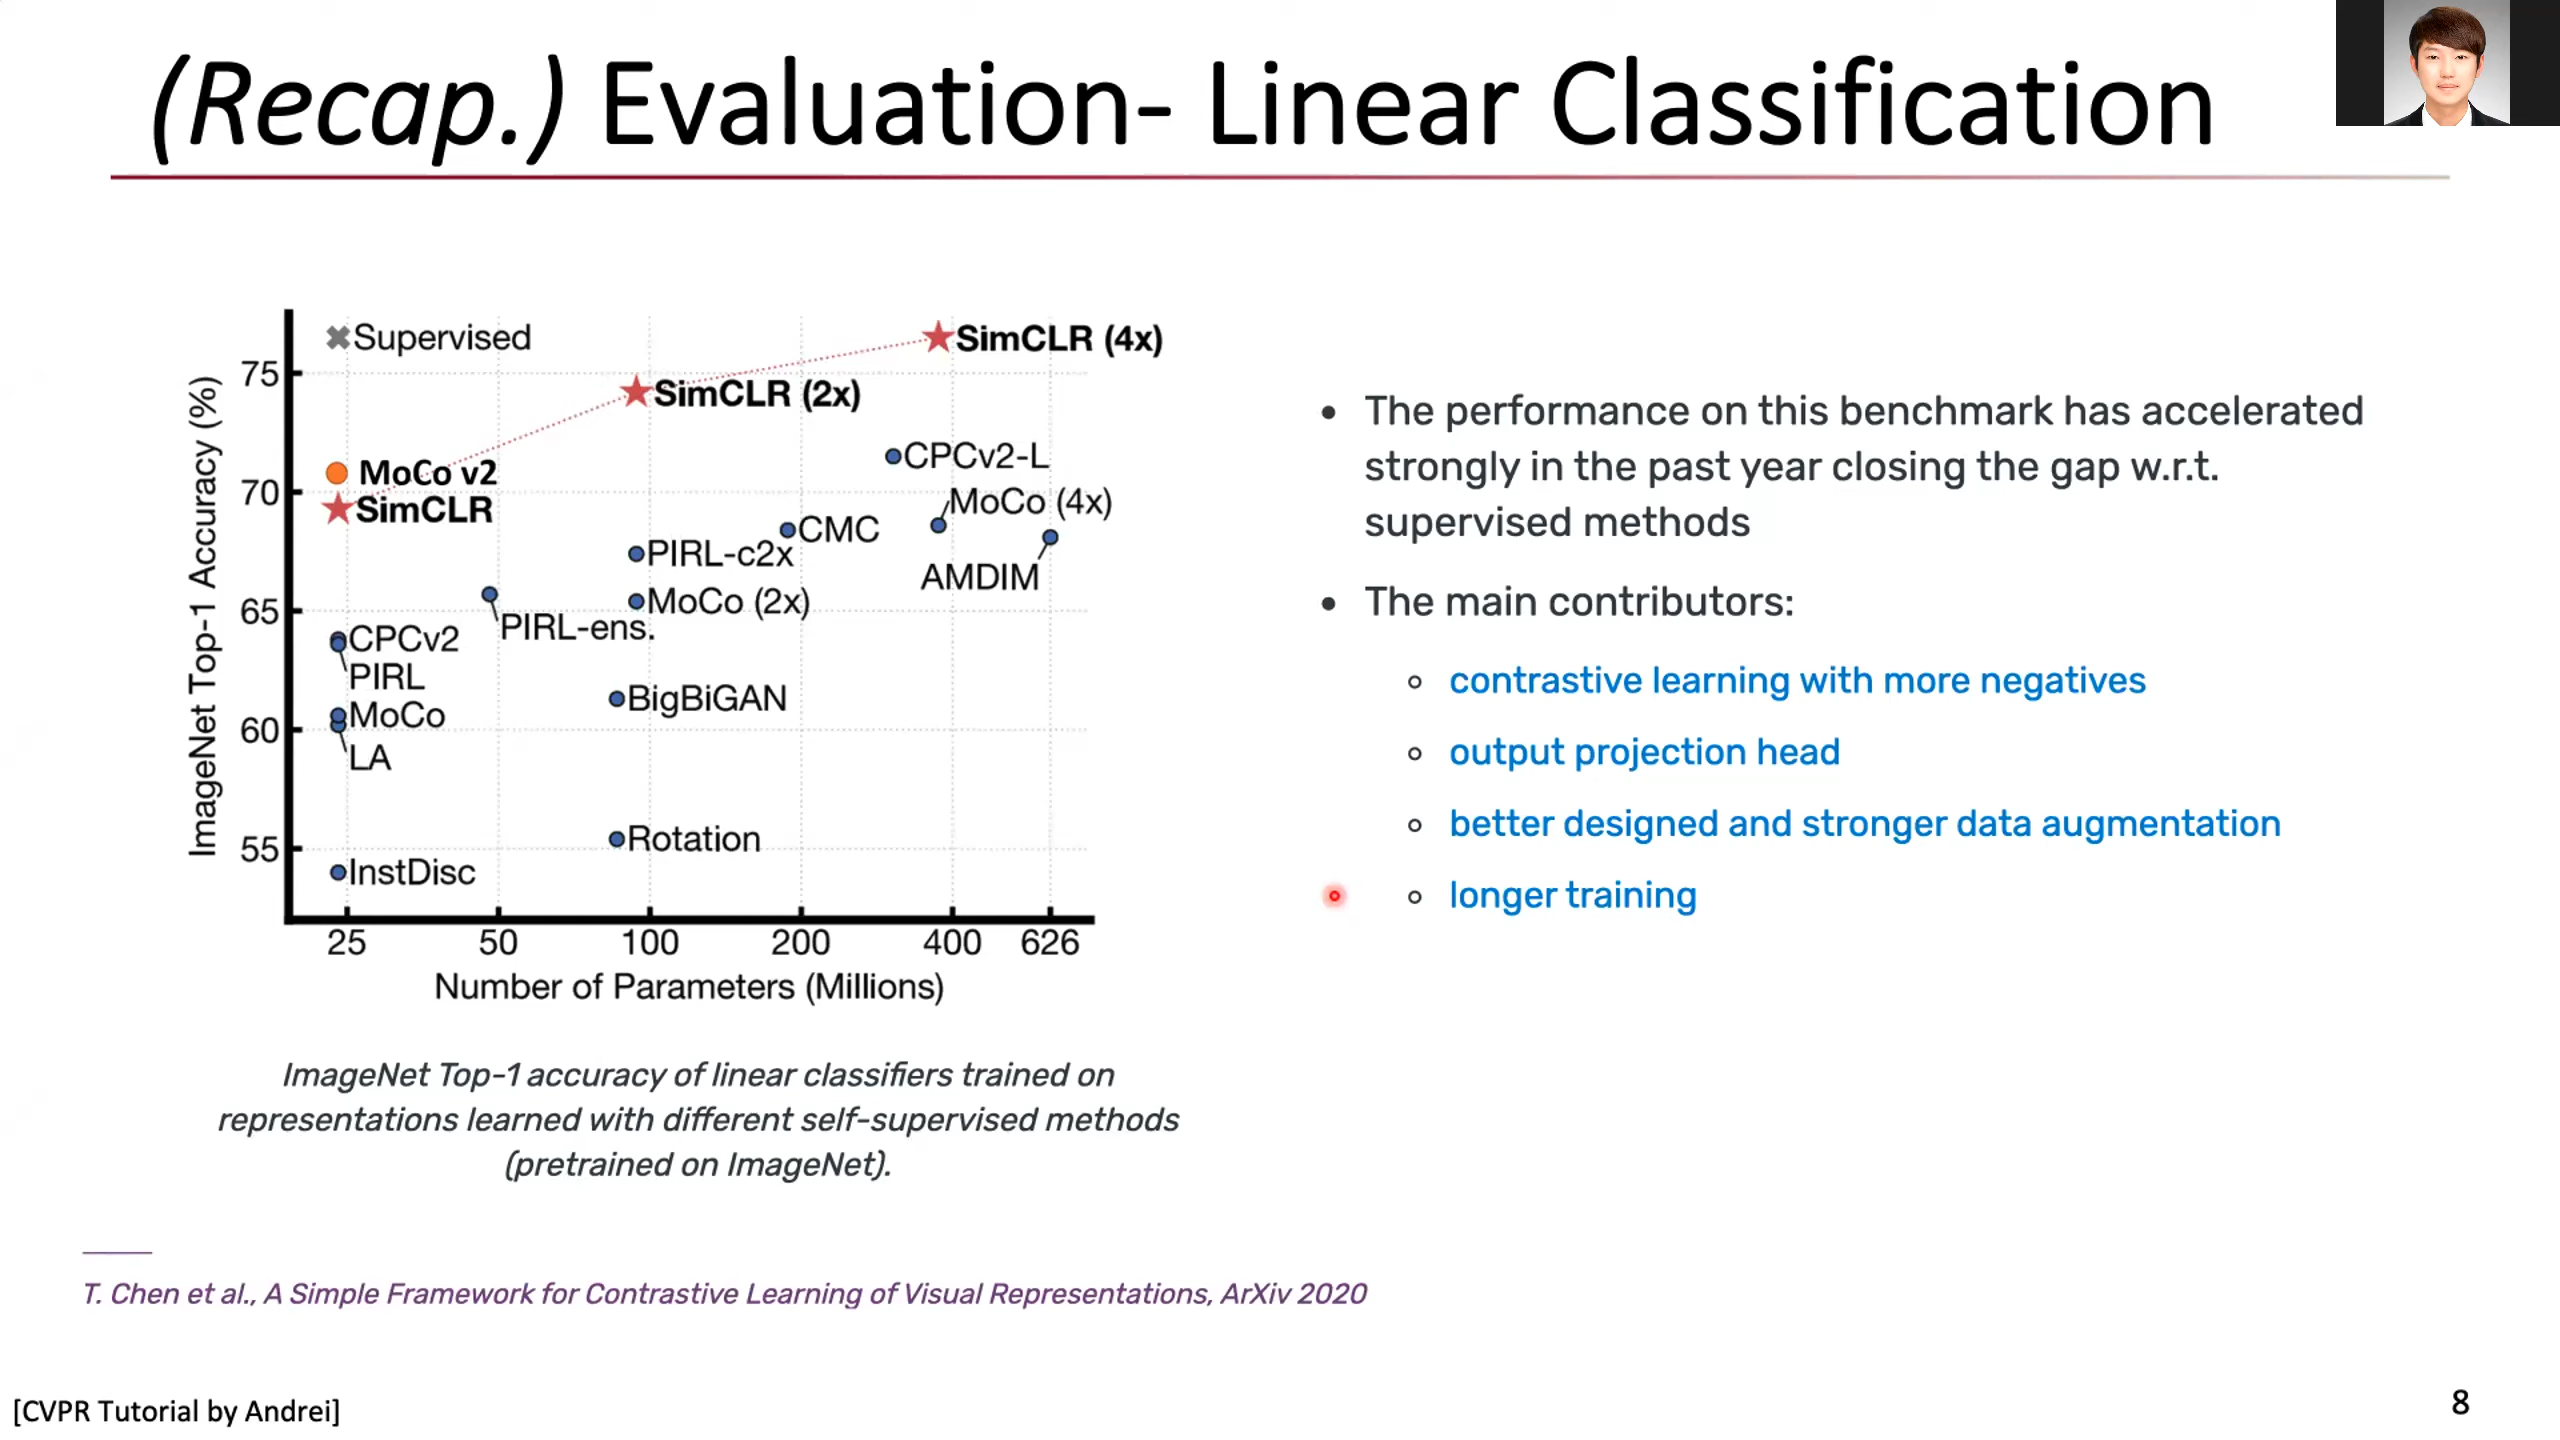 (Recap.) Evaluation- Linear Classification
ImageNet Top-1 Accuracy (%)
75
70
65
60
55
Supervised
SimCLR (4x)
SimCLR (2x)
MoCo v2
SimCLR
CPCv2-L
MoCo (4x)
CMC
PIRL-c2x
AMDIM
MoCo (2x)
PIRL-ens.
CPCv2
PIRL
BigBiGAN
MoCo
LA
Rotation
InstDisc
25 50 100 200 400 626
Number of Parameters (Millions)
ImageNet Top-1 accuracy of linear classifiers trained on
representations learned with different self-supervised methods
(pretrained on ImageNet).
• The performance on this benchmark has accelerated
strongly in the past year closing the gap w.r.t.
supervised methods
• The main contributors:
○ contrastive learning with more negatives
○ output projection head
○ better designed and stronger data augmentation
○ longer training
T. Chen et al., A Simple Framework for Contrastive Learning of Visual Representations, ArXiv 2020
[CVPR Tutorial by Andrei]
8